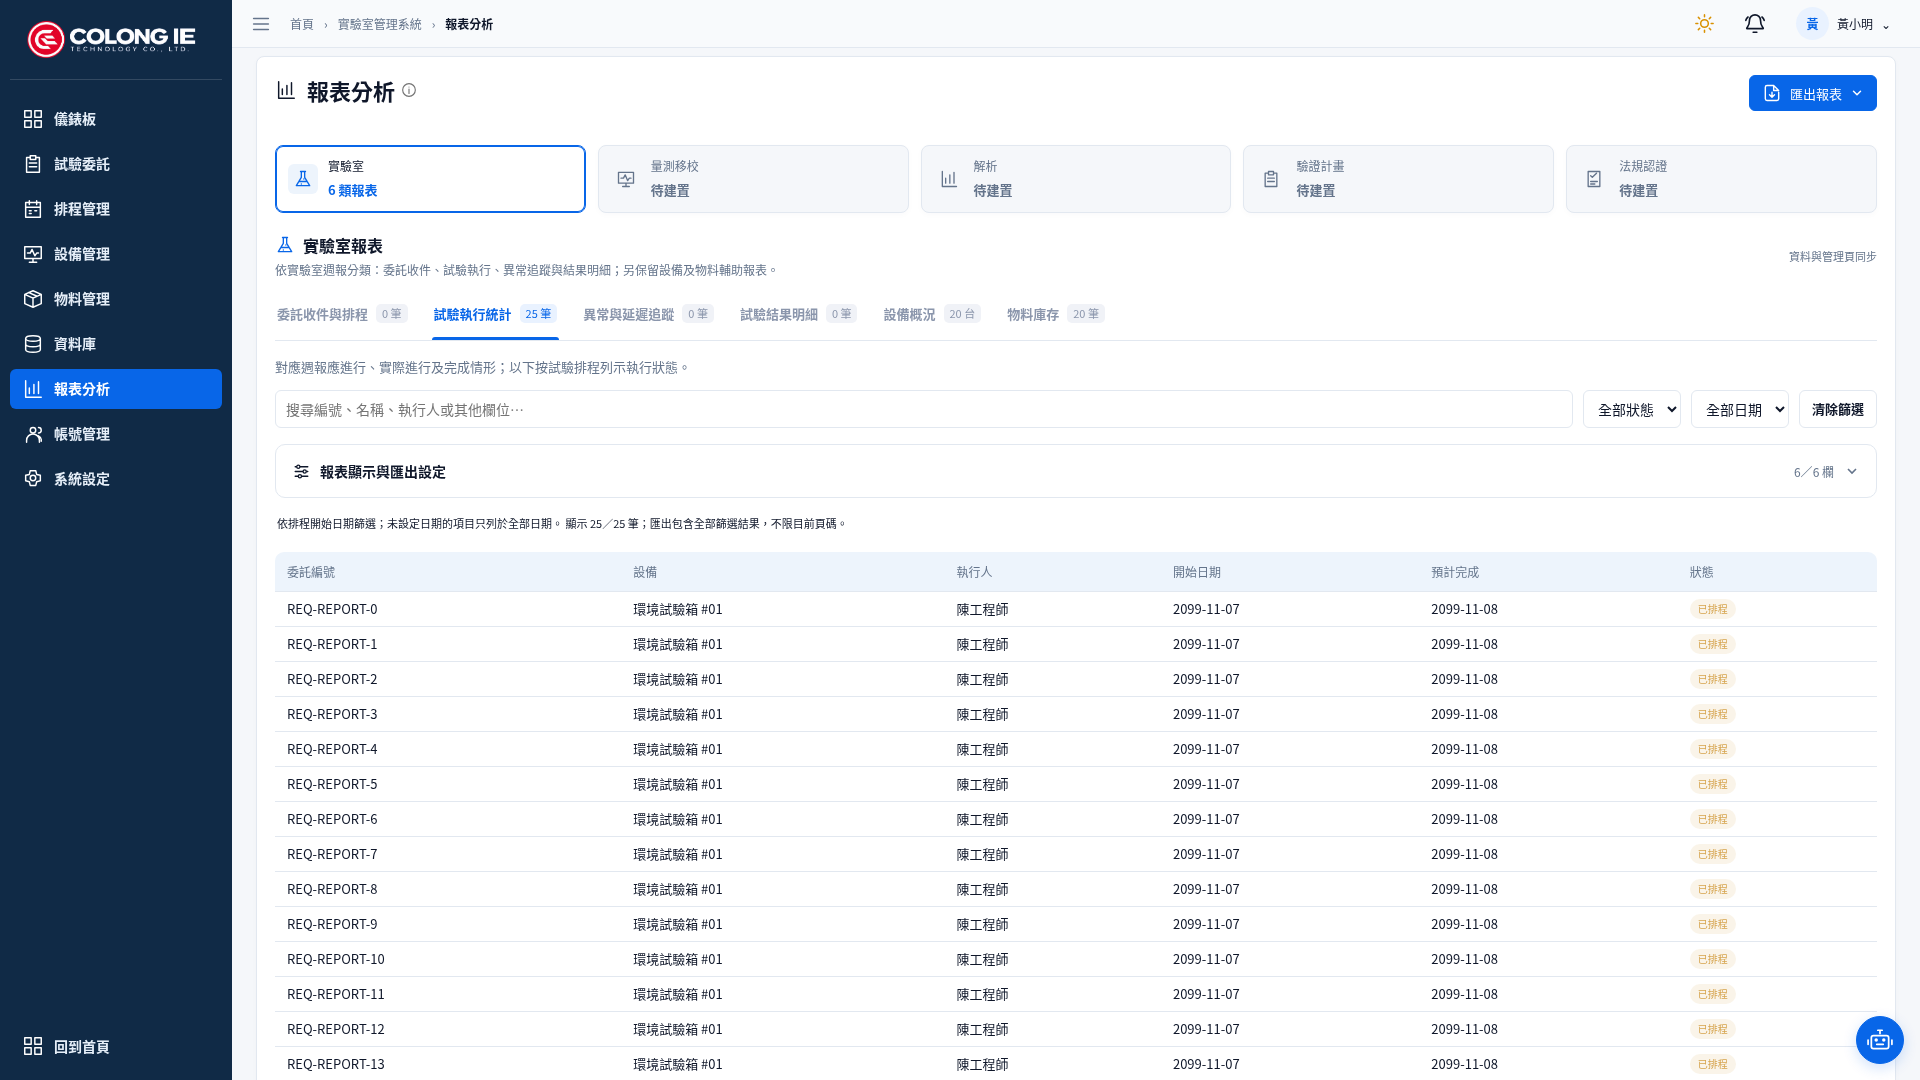 COLONG IE
TECHNOLOGY CO., LTD.
儀錶板
試驗委託
排程管理
設備管理
物料管理
資料庫
報表分析
帳號管理
系統設定
回到首頁
首頁 › 實驗室管理系統 › 報表分析
黃 黃小明
報表分析
匯出報表
實驗室
6 類報表
量測移校
待建置
解析
待建置
驗證計畫
待建置
法規認證
待建置
實驗室報表
依實驗室週報分類：委託收件、試驗執行、異常追蹤與結果明細；另保留設備及物料輔助報表。
資料與管理頁同步
委託收件與排程 0 筆 試驗執行統計 25 筆 異常與延遲追蹤 0 筆 試驗結果明細 0 筆 設備概況 20 台 物料庫存 20 筆
對應週報應進行、實際進行及完成情形；以下按試驗排程列示執行狀態。
搜尋編號、名稱、執行人或其他欄位… 全部狀態 全部日期 清除篩選
報表顯示與匯出設定 6／6 欄
依排程開始日期篩選；未設定日期的項目只列於全部日期。 顯示 25／25 筆；匯出包含全部篩選結果，不限目前頁碼。
委託編號 設備 執行人 開始日期 預計完成 狀態
REQ-REPORT-0 環境試驗箱 #01 陳工程師 2099-11-07 2099-11-08 已排程
REQ-REPORT-1 環境試驗箱 #01 陳工程師 2099-11-07 2099-11-08 已排程
REQ-REPORT-2 環境試驗箱 #01 陳工程師 2099-11-07 2099-11-08 已排程
REQ-REPORT-3 環境試驗箱 #01 陳工程師 2099-11-07 2099-11-08 已排程
REQ-REPORT-4 環境試驗箱 #01 陳工程師 2099-11-07 2099-11-08 已排程
REQ-REPORT-5 環境試驗箱 #01 陳工程師 2099-11-07 2099-11-08 已排程
REQ-REPORT-6 環境試驗箱 #01 陳工程師 2099-11-07 2099-11-08 已排程
REQ-REPORT-7 環境試驗箱 #01 陳工程師 2099-11-07 2099-11-08 已排程
REQ-REPORT-8 環境試驗箱 #01 陳工程師 2099-11-07 2099-11-08 已排程
REQ-REPORT-9 環境試驗箱 #01 陳工程師 2099-11-07 2099-11-08 已排程
REQ-REPORT-10 環境試驗箱 #01 陳工程師 2099-11-07 2099-11-08 已排程
REQ-REPORT-11 環境試驗箱 #01 陳工程師 2099-11-07 2099-11-08 已排程
REQ-REPORT-12 環境試驗箱 #01 陳工程師 2099-11-07 2099-11-08 已排程
REQ-REPORT-13 環境試驗箱 #01 陳工程師 2099-11-07 2099-11-08 已排程